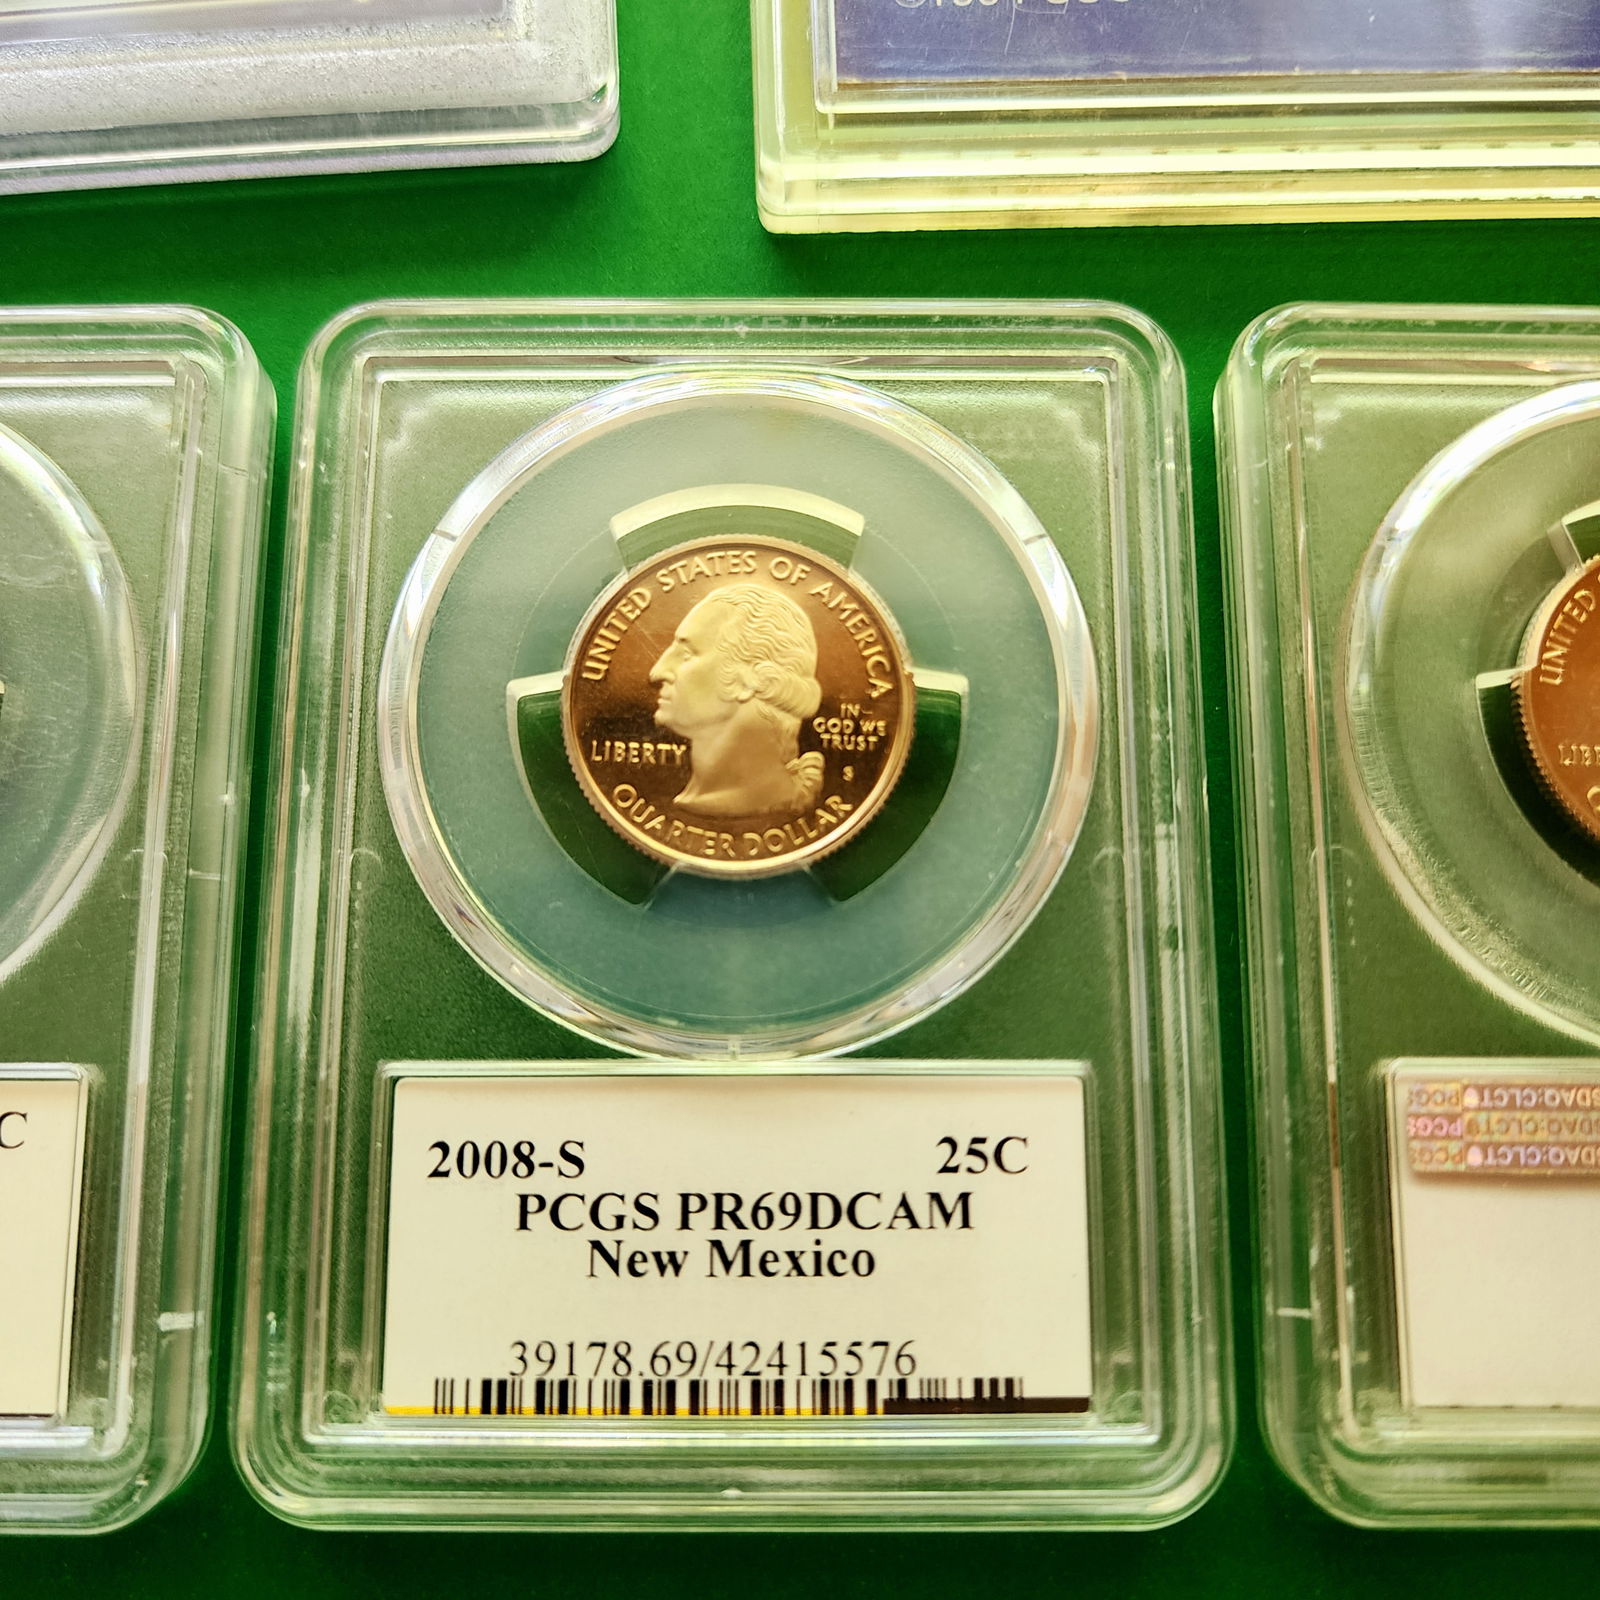 UNITED STATES OF AMERICA
LIBERTY
IN
GOD WE
TRUST
S
QUARTER DOLLAR
2008-S 25C
PCGS PR69DCAM
New Mexico
39178.69/42415576
C
UNITED